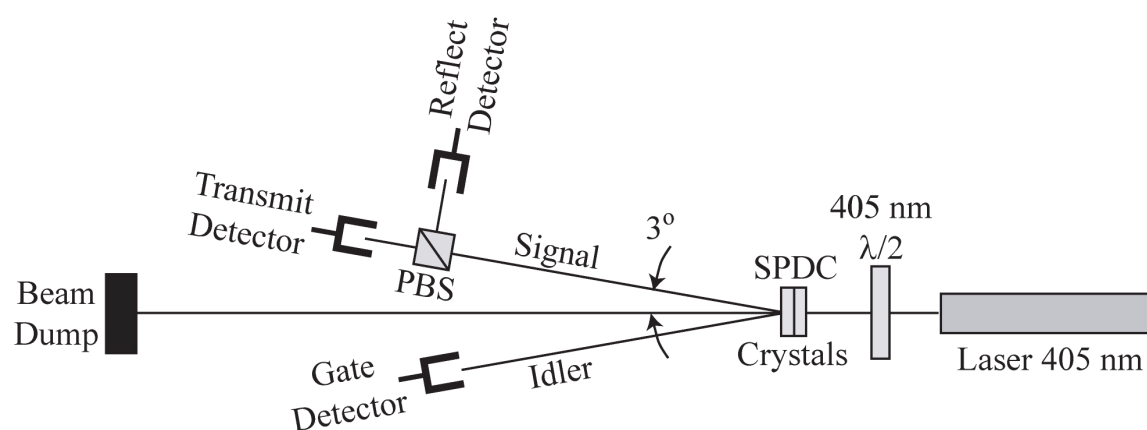 Reflect
Detector
Transmit
Detector
PBS
Signal
3º
SPDC
Crystals
405 nm
λ/2
Laser 405 nm
Beam
Dump
Gate
Detector
Idler